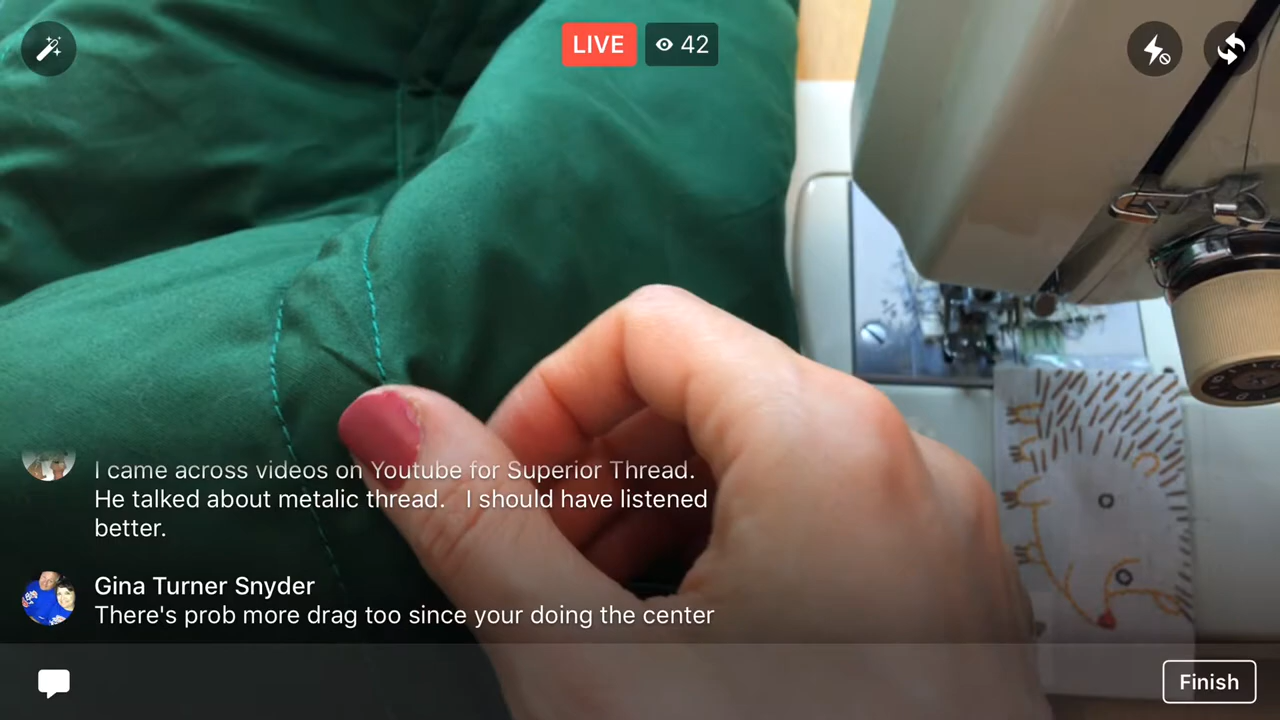 LIVE 42
I came across videos on Youtube for Superior Thread.
He talked about metalic thread. I should have listened
better.
Gina Turner Snyder
There's prob more drag too since your doing the center
Finish